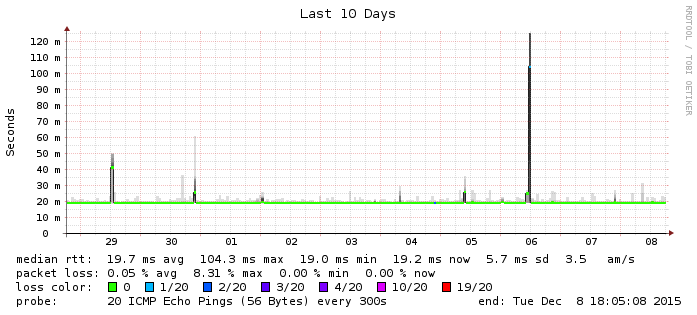 Last 10 Days
RRDTOOL / TOBI OETIKER
Seconds
120 m
110 m
100 m
90 m
80 m
70 m
60 m
50 m
40 m
30 m
20 m
10 m
0
29 30 01 02 03 04 05 06 07 08
median rtt: 19.7 ms avg 104.3 ms max 19.0 ms min 19.2 ms now 5.7 ms sd 3.5 am/s
packet loss: 0.05 % avg 8.31 % max 0.00 % min 0.00 % now
loss color: 0 1/20 2/20 3/20 4/20 10/20 19/20
probe: 20 ICMP Echo Pings (56 Bytes) every 300s end: Tue Dec 8 18:05:08 2015